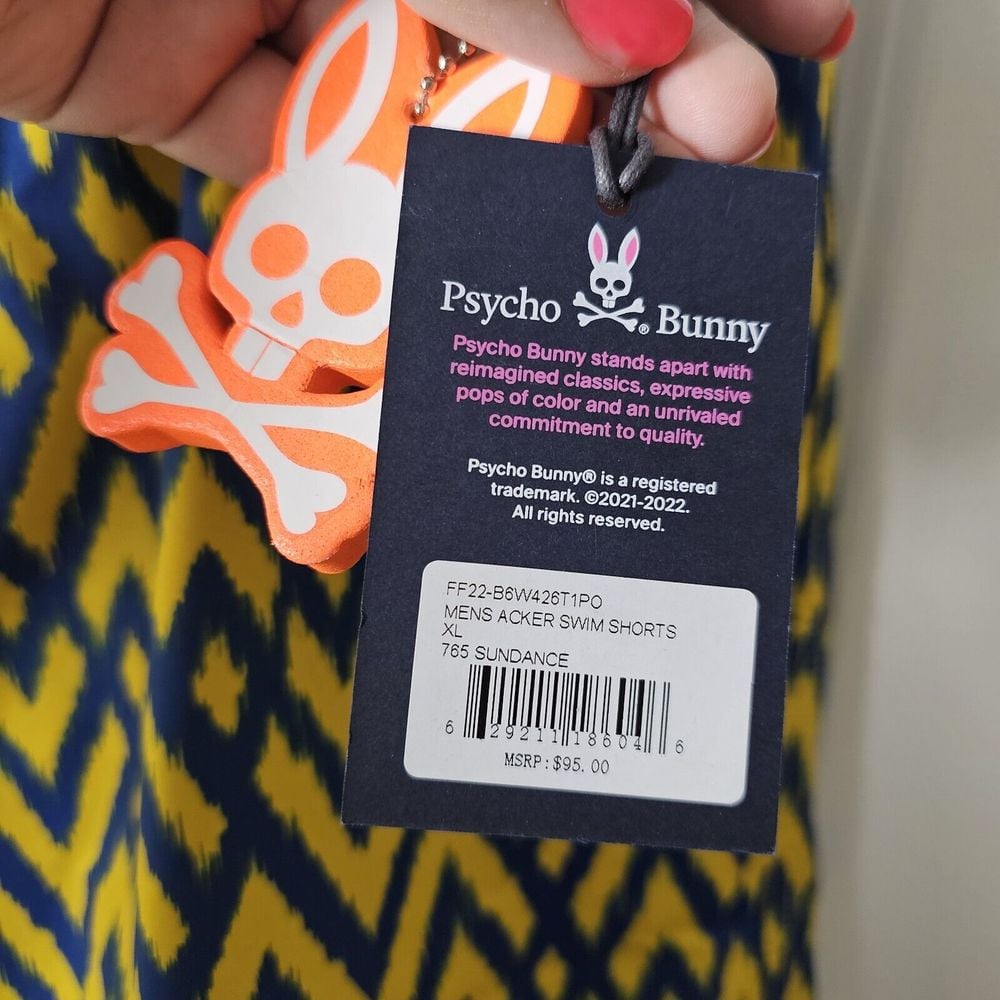 Psycho Bunny
Psycho Bunny stands apart with
reimagined classics, expressive
pops of color and an unrivaled
commitment to quality.
Psycho Bunny® is a registered
trademark. ©2021-2022.
All rights reserved.
FF22-B6W426T1PO
MENS ACKER SWIM SHORTS
XL
765 SUNDANCE
6 29211 18604 6
MSRP:$95.00